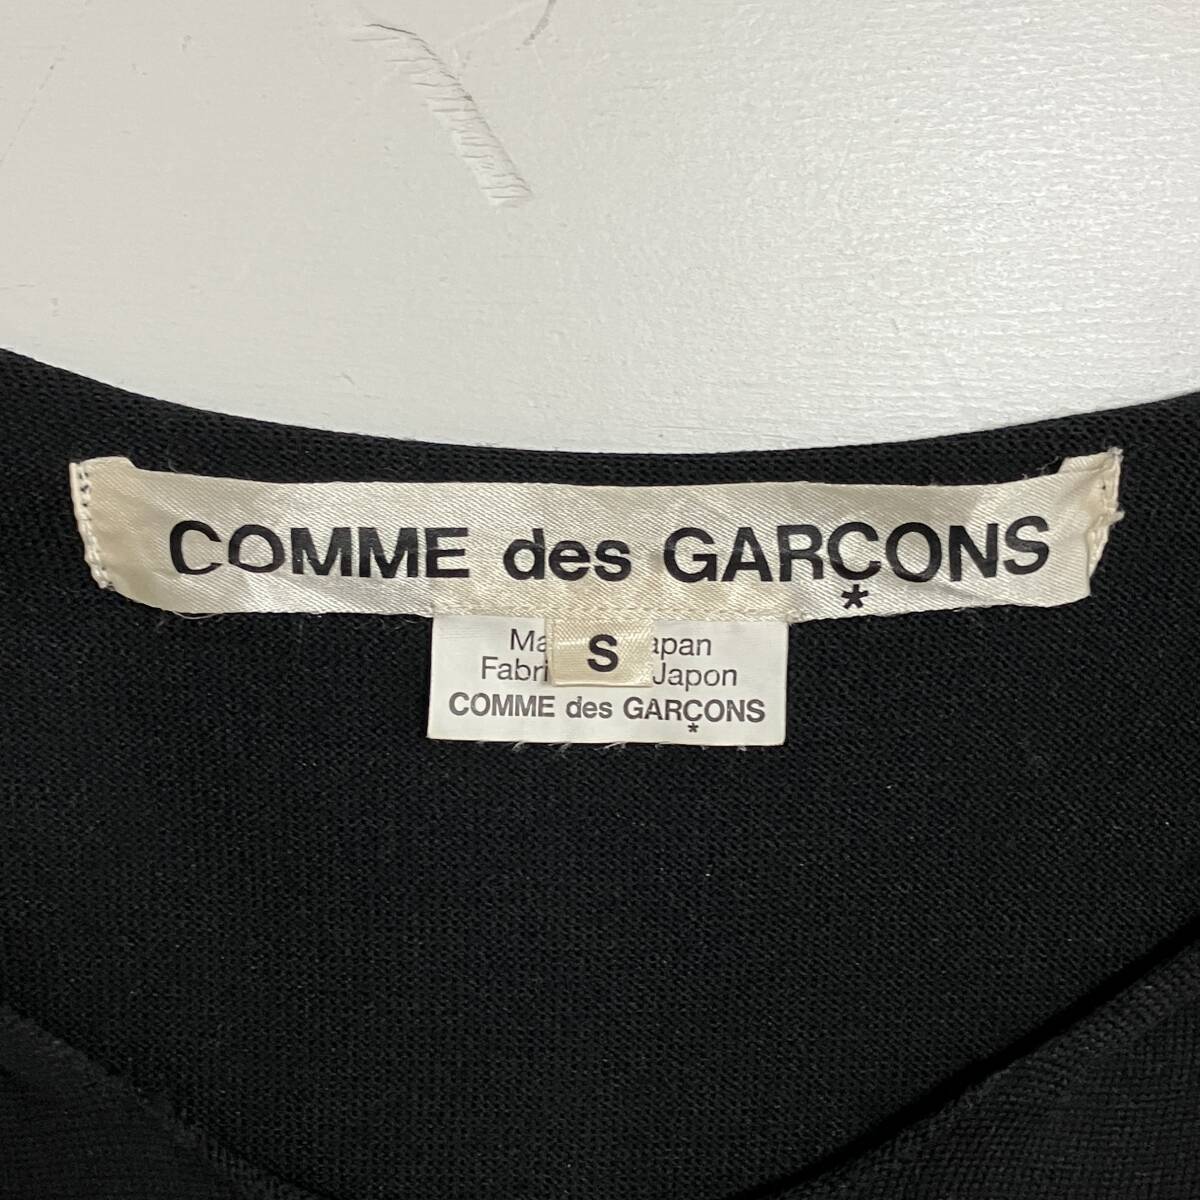 COMME des GARÇONS
*
S
Ma apan
Fabri Japon
COMME des GARÇONS
*